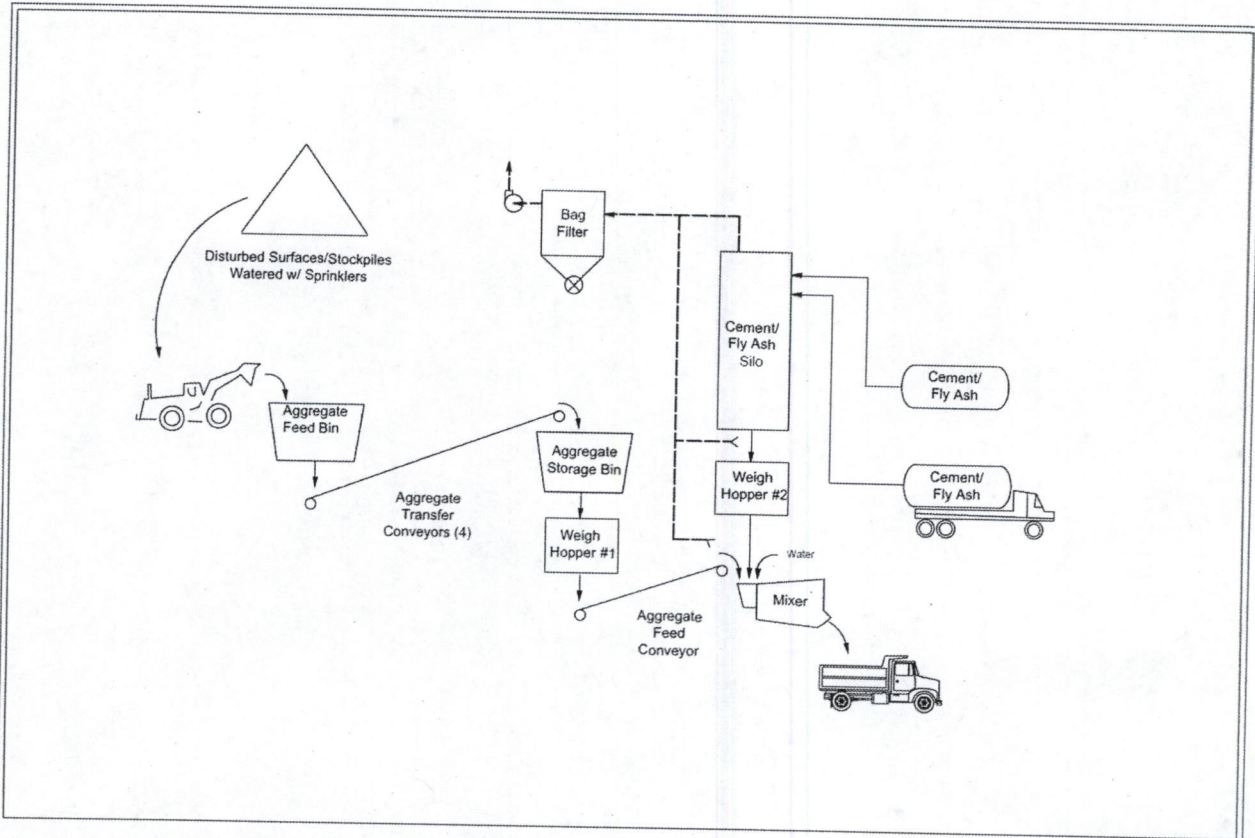 Disturbed Surfaces/Stockpiles
Watered w/ Sprinklers
Bag
Filter
Cement/
Fly Ash
Silo
Cement/
Fly Ash
Cement/
Fly Ash
Aggregate
Feed Bin
Aggregate
Transfer
Conveyors (4)
Aggregate
Storage Bin
Weigh
Hopper #1
Weigh
Hopper #2
Water
Mixer
Aggregate
Feed
Conveyor